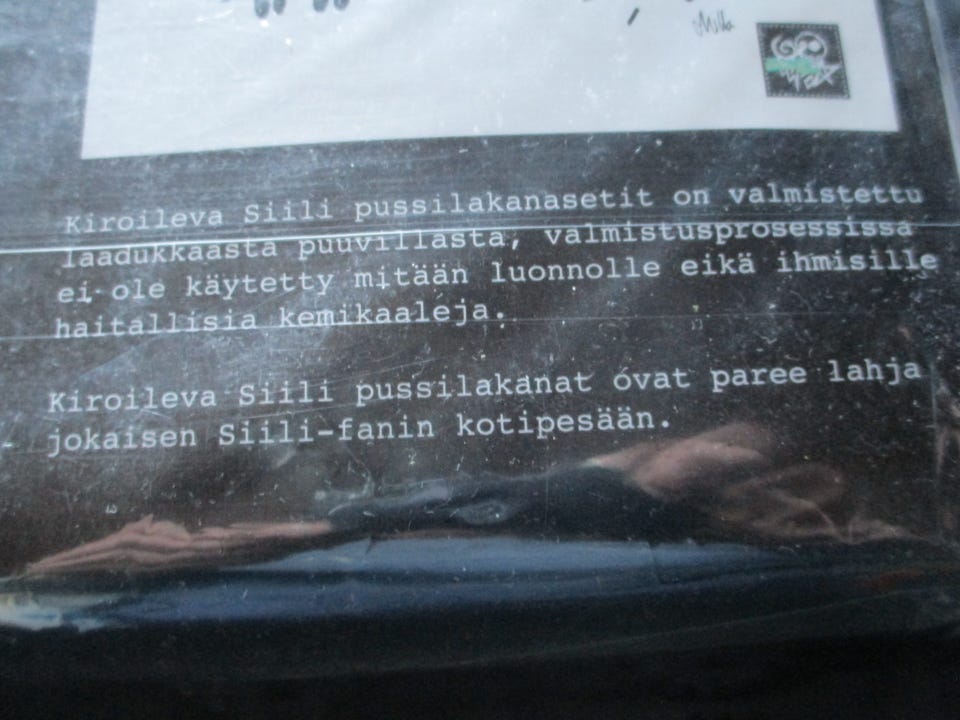 Milla
Kiroileva Siili pussilakanasetit on valmistettu
laadukkaasta puuvillasta, valmistusprosessissa
ei ole käytetty mitään luonnolle eikä ihmisille
haitallisia kemikaaleja.
Kiroileva Siili pussilakanat ovat paree lahja
jokaisen Siili-fanin kotipesään.